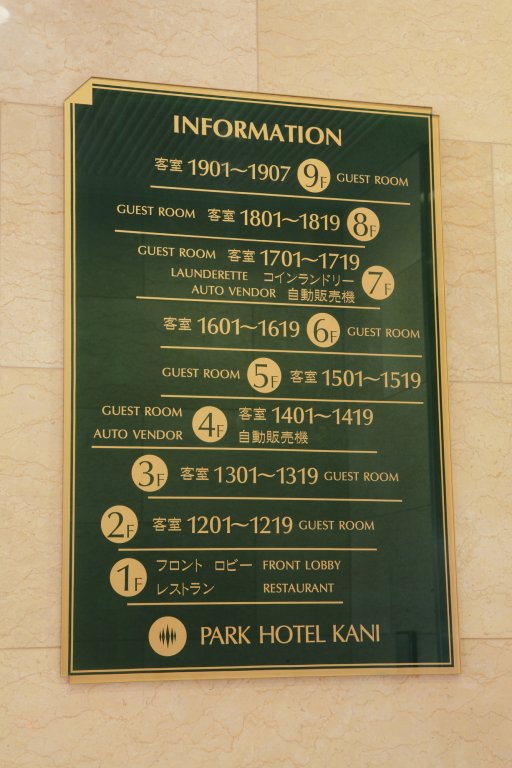 INFORMATION
客室 1901〜1907 9F GUEST ROOM
GUEST ROOM 客室 1801〜1819 8F
GUEST ROOM 客室 1701〜1719 7F
LAUNDERETTE コインランドリー
AUTO VENDOR 自動販売機
客室 1601〜1619 6F GUEST ROOM
GUEST ROOM 5F 客室 1501〜1519
GUEST ROOM 4F 客室 1401〜1419
AUTO VENDOR 自動販売機
3F 客室 1301〜1319 GUEST ROOM
2F 客室 1201〜1219 GUEST ROOM
1F フロント ロビー FRONT LOBBY
レストラン RESTAURANT
PARK HOTEL KANI